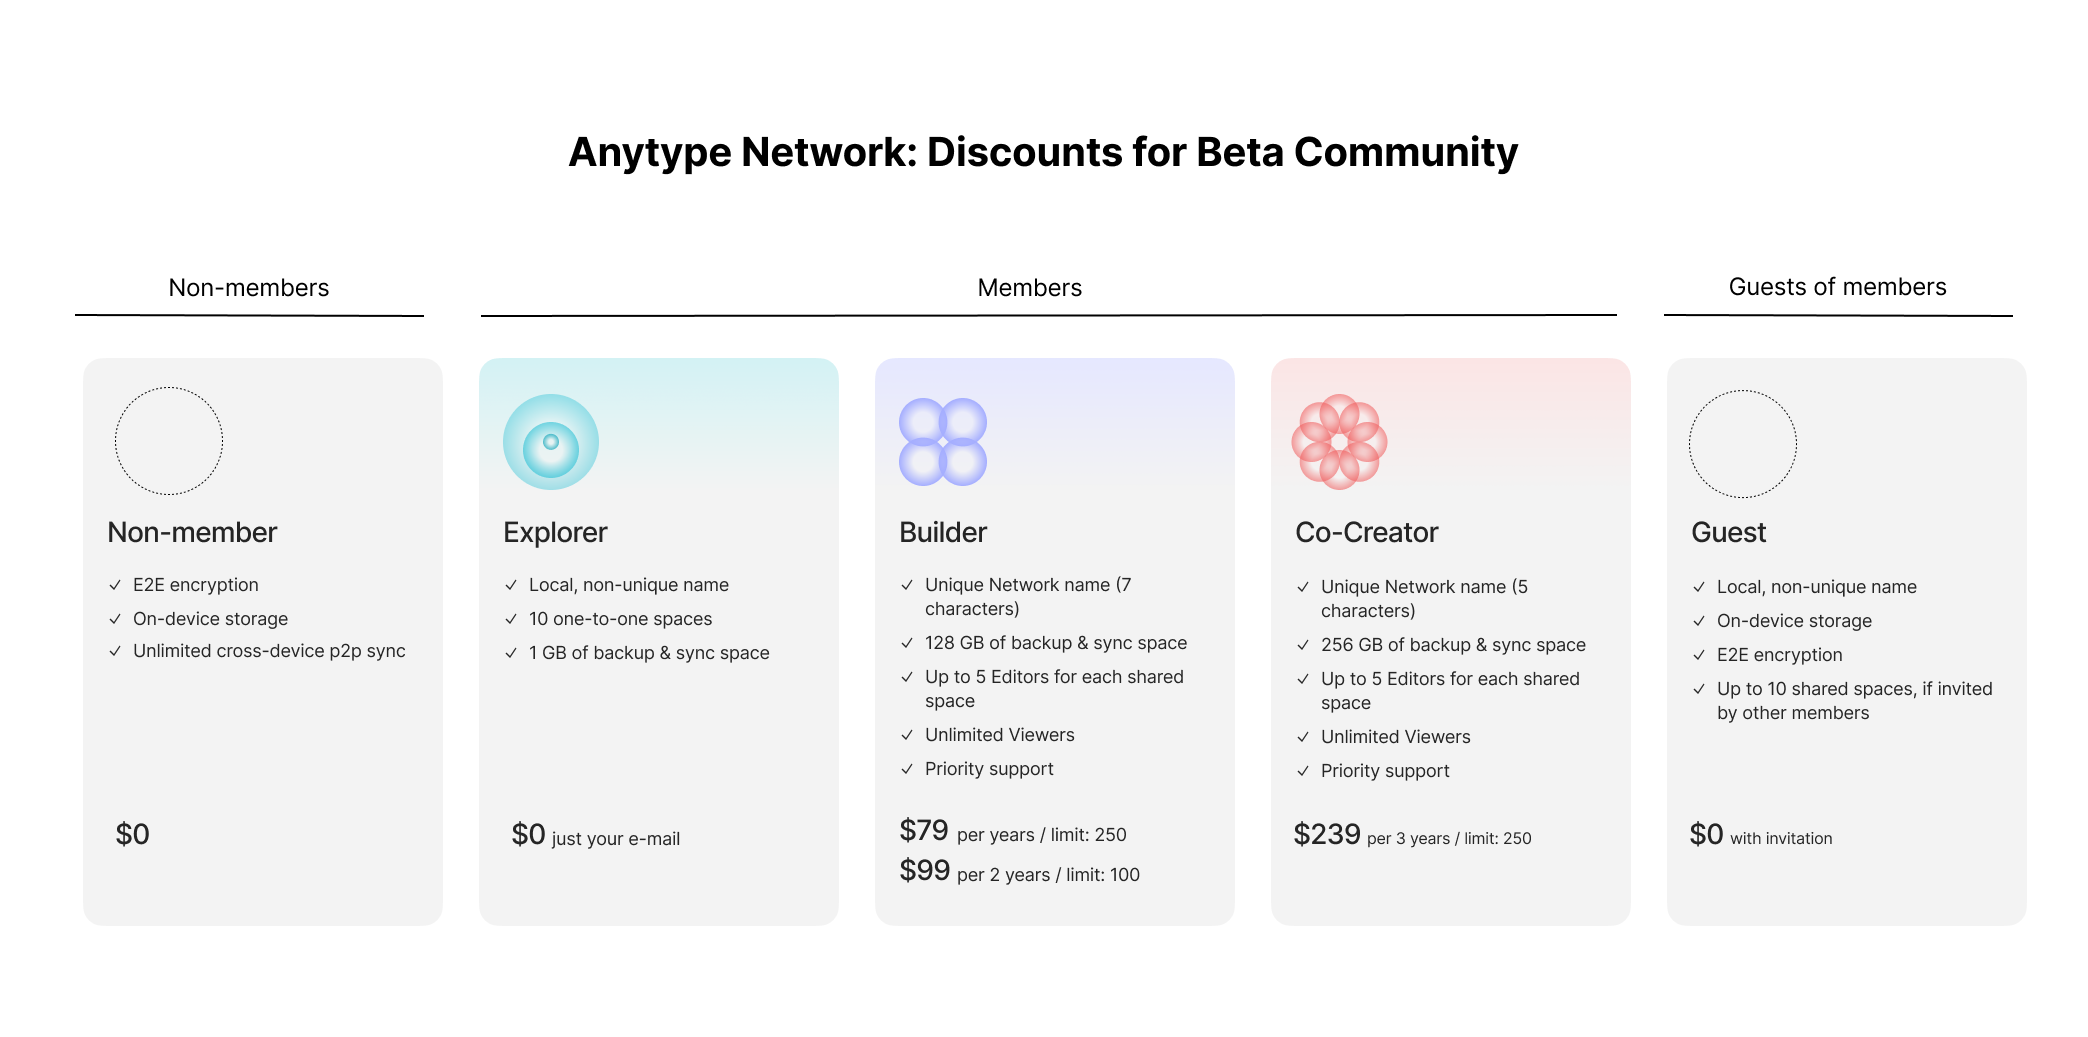 Anytype Network: Discounts for Beta Community
Non-members
Members
Guests of members
Non-member
E2E encryption
On-device storage
Unlimited cross-device p2p sync
$0
Explorer
Local, non-unique name
10 one-to-one spaces
1 GB of backup & sync space
$0 just your e-mail
Builder
Unique Network name (7
characters)
128 GB of backup & sync space
Up to 5 Editors for each shared
space
Unlimited Viewers
Priority support
$79 per years / limit: 250
$99 per 2 years / limit: 100
Co-Creator
Unique Network name (5
characters)
256 GB of backup & sync space
Up to 5 Editors for each shared
space
Unlimited Viewers
Priority support
$239 per 3 years / limit: 250
Guest
Local, non-unique name
On-device storage
E2E encryption
Up to 10 shared spaces, if invited
by other members
$0 with invitation